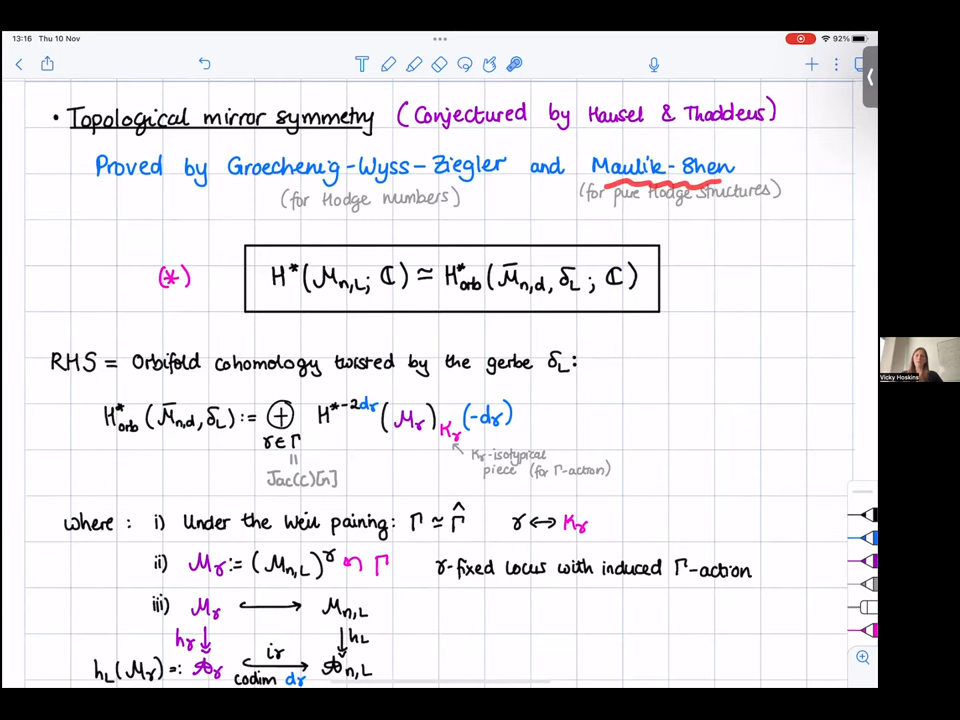 13:16 Thu 10 Nov
92%
• Topological mirror symmetry (Conjectured by Hausel & Thaddeus)
Proved by Groechenig-Wyss-Ziegler and Maulik-Shen
(for Hodge numbers) (for pure Hodge structures)
(*) H*(M_{n,L}; ℂ) ≃ H*_{orb}(M̄_{n,d}, δ_L; ℂ)
RHS = Orbifold cohomology twisted by the gerbe δ_L:
H*_{orb}(M̄_{n,d}, δ_L) := ⊕_{γ∈Γ} H^{*-2dγ}(M_γ)_{κ_γ}(-dγ)
=
Jac(C)[n]
κ_γ-isotypical
piece (for Γ-action)
where: i) Under the Weil pairing: Γ ≃ Γ̂ γ ↔ κ_γ
ii) M_γ := (M_{n,L})^γ ↰ Γ γ-fixed locus with induced Γ-action
iii) M_γ ⟶ M_{n,L}
h_γ ↓ ↓ h_L
h_L(M_γ) =: A_γ ⟶ A_{n,L}
i_γ
codim dγ
Vicky Hoskins